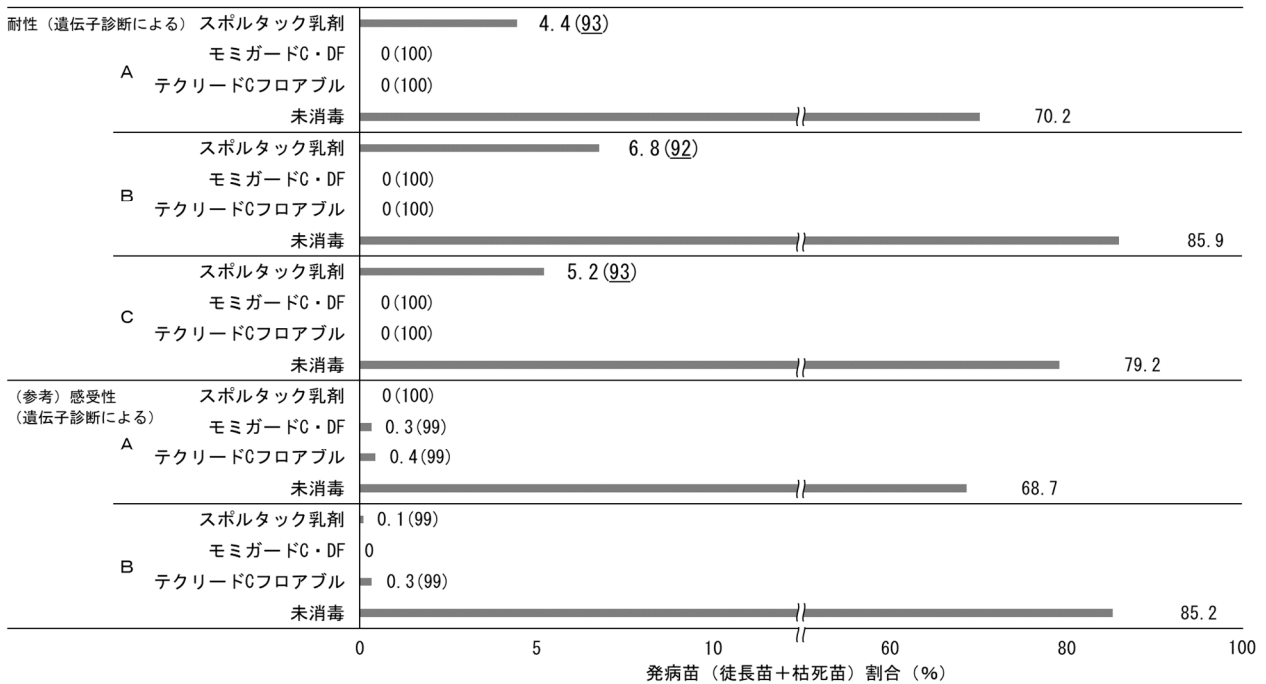 耐性（遺伝子診断による） スポルタック乳剤 4.4(93)
モミガードC・DF 0(100)
A
テクリードCフロアブル 0(100)
未消毒 70.2
スポルタック乳剤 6.8(92)
モミガードC・DF 0(100)
B
テクリードCフロアブル 0(100)
未消毒 85.9
スポルタック乳剤 5.2(93)
モミガードC・DF 0(100)
C
テクリードCフロアブル 0(100)
未消毒 79.2
（参考）感受性 スポルタック乳剤 0(100)
（遺伝子診断による）
モミガードC・DF 0.3(99)
A
テクリードCフロアブル 0.4(99)
未消毒 68.7
スポルタック乳剤 0.1(99)
モミガードC・DF 0
B
テクリードCフロアブル 0.3(99)
未消毒 85.2
0 5 10 60 80 100
発病苗（徒長苗＋枯死苗）割合（%）